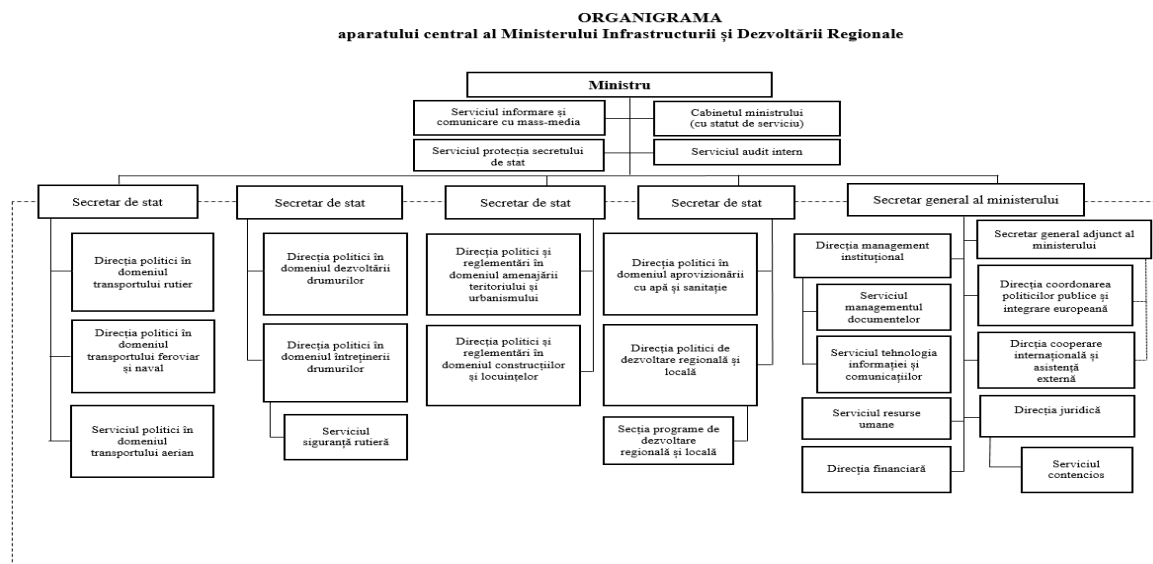 ORGANIGRAMA
aparatului central al Ministerului Infrastructurii și Dezvoltării Regionale
Ministru
Serviciul informare și
comunicare cu mass-media
Cabinetul ministrului
(cu statut de serviciu)
Serviciul protecția secretului
de stat
Serviciul audit intern
Secretar de stat
Secretar de stat
Secretar de stat
Secretar de stat
Secretar general al ministerului
Direcția politici în
domeniul
transportului rutier
Direcția politici în
domeniul
transportului feroviar
și naval
Serviciul politici în
domeniul
transportului aerian
Direcția politici în
domeniul dezvoltării
drumurilor
Direcția politici în
domeniul întreținerii
drumurilor
Serviciul
siguranță rutieră
Direcția politici și
reglementări în
domeniul amenajării
teritoriului și
urbanismului
Direcția politici și
reglementări în
domeniul construcțiilor
și locuințelor
Direcția politici în
domeniul aprovizionării
cu apă și sanitație
Direcția politici de
dezvoltare regională și
locală
Secția programe de
dezvoltare
regională și locală
Direcția management
instituțional
Serviciul
managementul
documentelor
Serviciul tehnologia
informației și
comunicațiilor
Serviciul resurse
umane
Direcția financiară
Secretar general adjunct al
ministerului
Direcția coordonarea
politicilor publice și
integrare europeană
Dircția cooperare
internațională și
asistență
externă
Direcția juridică
Serviciul
contencios